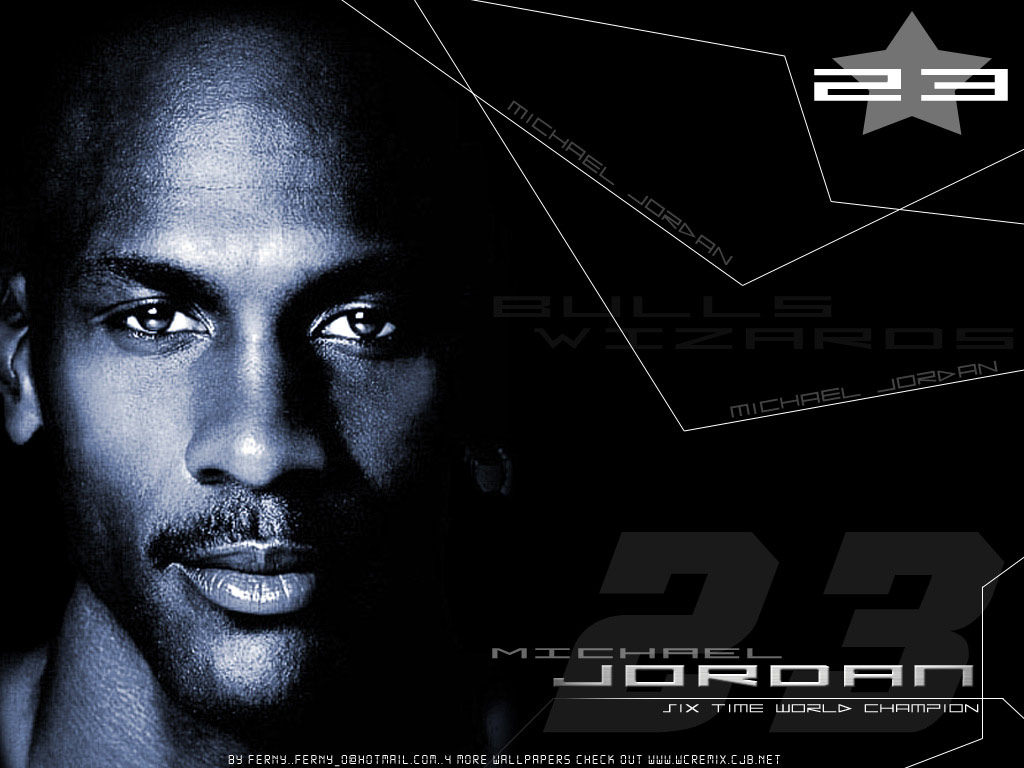 23
MICHAEL JORDAN
BULLS
WIZARDS
MICHAEL JORDAN
23
MICHAEL
JORDAN
SIX TIME WORLD CHAMPION
BY FERNY..FERNY_0@HOTMAIL.COM..4 MORE WALLPAPERS CHECK OUT WWW.WCREMIX.CJB.NET